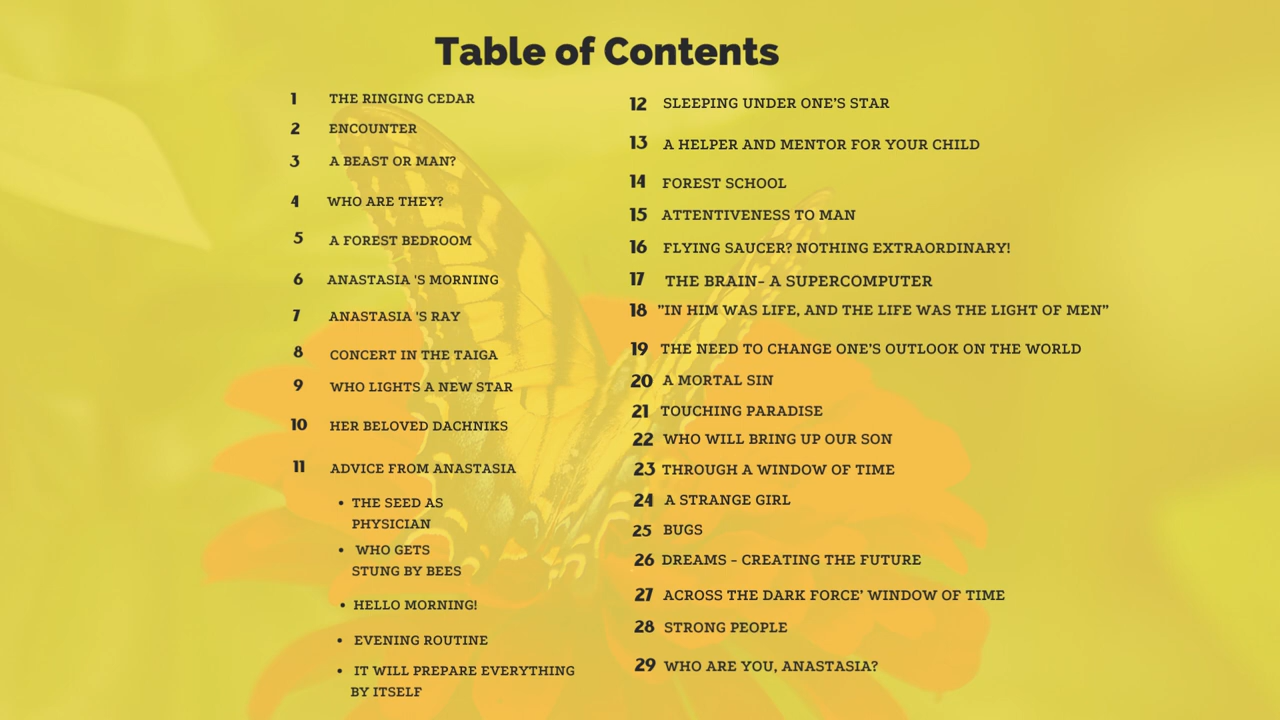 Table of Contents
1 THE RINGING CEDAR
2 ENCOUNTER
3 A BEAST OR MAN?
4 WHO ARE THEY?
5 A FOREST BEDROOM
6 ANASTASIA 'S MORNING
7 ANASTASIA 'S RAY
8 CONCERT IN THE TAIGA
9 WHO LIGHTS A NEW STAR
10 HER BELOVED DACHNIKS
11 ADVICE FROM ANASTASIA
• THE SEED AS
PHYSICIAN
• WHO GETS
STUNG BY BEES
• HELLO MORNING!
• EVENING ROUTINE
• IT WILL PREPARE EVERYTHING
BY ITSELF
12 SLEEPING UNDER ONE'S STAR
13 A HELPER AND MENTOR FOR YOUR CHILD
14 FOREST SCHOOL
15 ATTENTIVENESS TO MAN
16 FLYING SAUCER? NOTHING EXTRAORDINARY!
17 THE BRAIN- A SUPERCOMPUTER
18 "IN HIM WAS LIFE, AND THE LIFE WAS THE LIGHT OF MEN"
19 THE NEED TO CHANGE ONE'S OUTLOOK ON THE WORLD
20 A MORTAL SIN
21 TOUCHING PARADISE
22 WHO WILL BRING UP OUR SON
23 THROUGH A WINDOW OF TIME
24 A STRANGE GIRL
25 BUGS
26 DREAMS - CREATING THE FUTURE
27 ACROSS THE DARK FORCE' WINDOW OF TIME
28 STRONG PEOPLE
29 WHO ARE YOU, ANASTASIA?